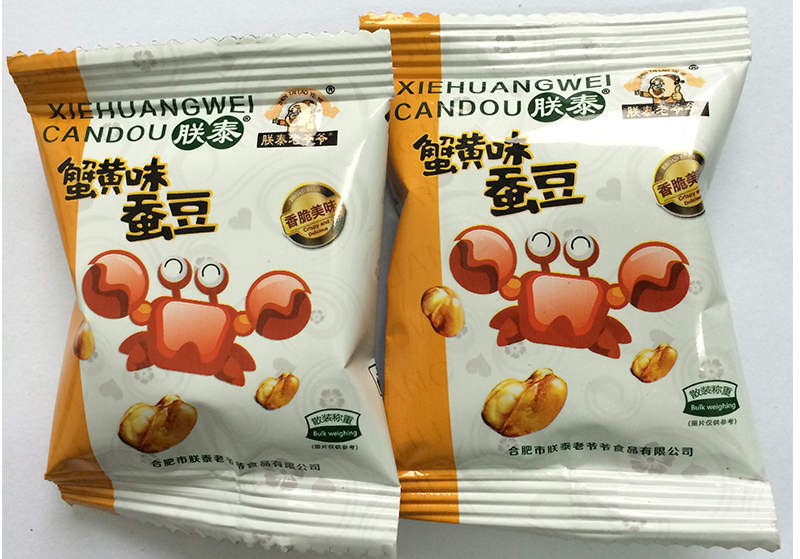 XIEHUANGWEI
CANDOU 朕泰®
朕泰老爷爷®
蟹黄味
蚕豆
香脆美味
Crispy and
Delicious
散装称重
Bulk weighing
(图片仅供参考)
合肥市朕泰老爷爷食品有限公司
XIEHUANGWEI
CANDOU 朕泰®
朕泰老爷爷
蟹黄味
蚕豆
香脆美味
Crispy and
Delicious
散装称重
Bulk weighing
(图片仅供参考)
合肥市朕泰老爷爷食品有限公司